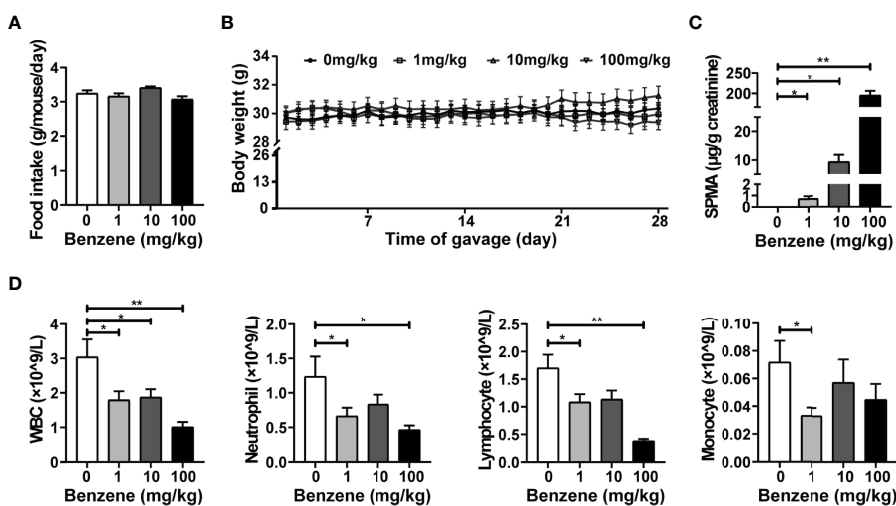 A
B
C
Food intake (g/mouse/day)
4
3
2
1
0
0 1 10 100
Benzene (mg/kg)
Body weight (g)
34
32
30
28
26
13
0
0mg/kg 1mg/kg 10mg/kg 100mg/kg
7 14 21 28
Time of gavage (day)
SPMA (μg/g creatinine)
250
200
20
10
2
1
0
**
*
*
0 1 10 100
Benzene (mg/kg)
D
WBC (×10^9/L)
4
3
2
1
0
**
*
*
0 1 10 100
Benzene (mg/kg)
Neutrophil (×10^9/L)
2.0
1.5
1.0
0.5
0.0
*
*
0 1 10 100
Benzene (mg/kg)
Lymphocyte (×10^9/L)
2.5
2.0
1.5
1.0
0.5
0.0
**
*
0 1 10 100
Benzene (mg/kg)
Monocyte (×10^9/L)
0.10
0.08
0.06
0.04
0.02
0.00
*
0 1 10 100
Benzene (mg/kg)